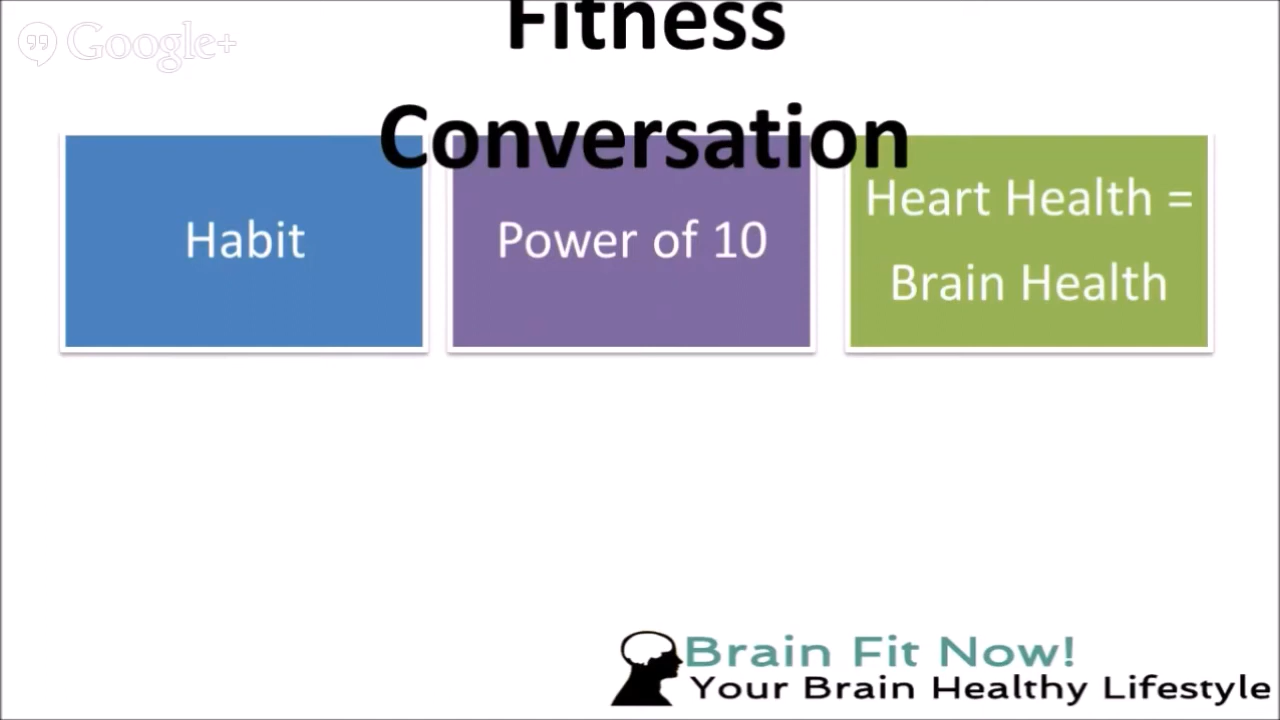 Google+
Fitness
Conversation
Habit
Power of 10
Heart Health =
Brain Health
Brain Fit Now!
Your Brain Healthy Lifestyle